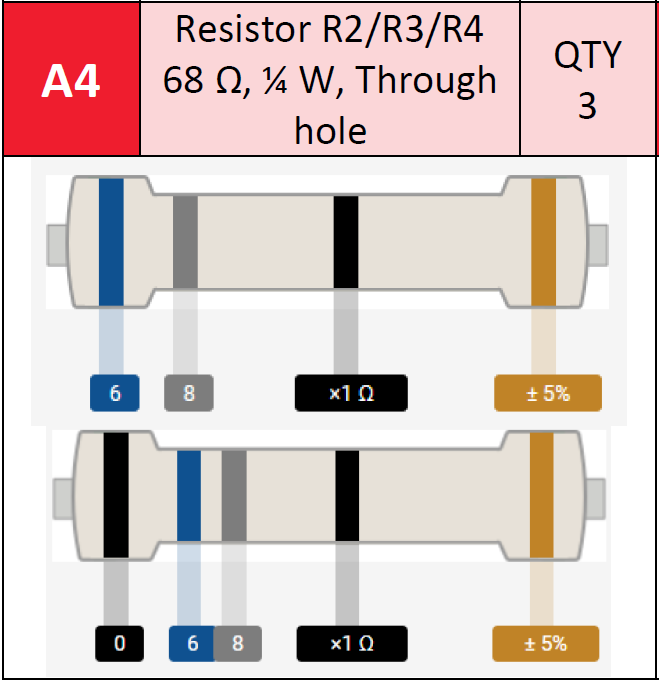 A4
Resistor R2/R3/R4
68 Ω, ¼ W, Through
hole
QTY
3
6
8
×1 Ω
± 5%
0
6
8
×1 Ω
± 5%